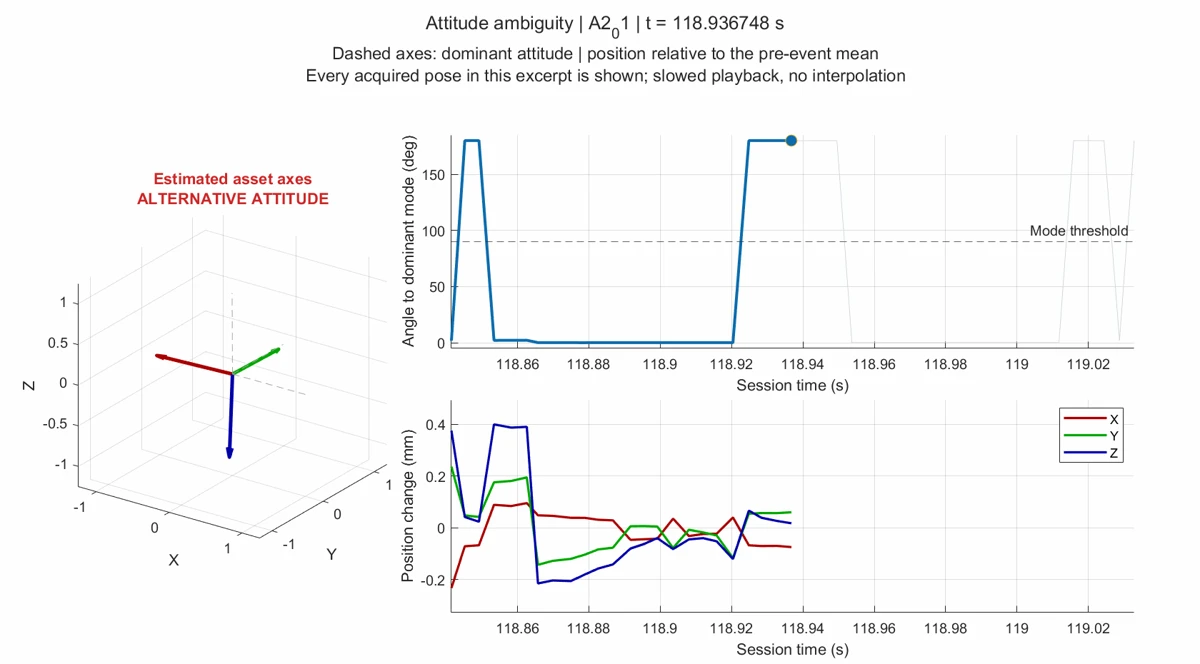 Attitude ambiguity | A2₀1 | t = 118.936748 s
Dashed axes: dominant attitude | position relative to the pre-event mean
Every acquired pose in this excerpt is shown; slowed playback, no interpolation
Estimated asset axes
ALTERNATIVE ATTITUDE
1
0.5
0
-0.5
-1
Z
-1
0
1
X
-1
0
1
Y
Angle to dominant mode (deg)
150
100
50
0
Mode threshold
118.86 118.88 118.9 118.92 118.94 118.96 118.98 119 119.02
Session time (s)
Position change (mm)
0.4
0.2
0
-0.2
X
Y
Z
118.86 118.88 118.9 118.92 118.94 118.96 118.98 119 119.02
Session time (s)